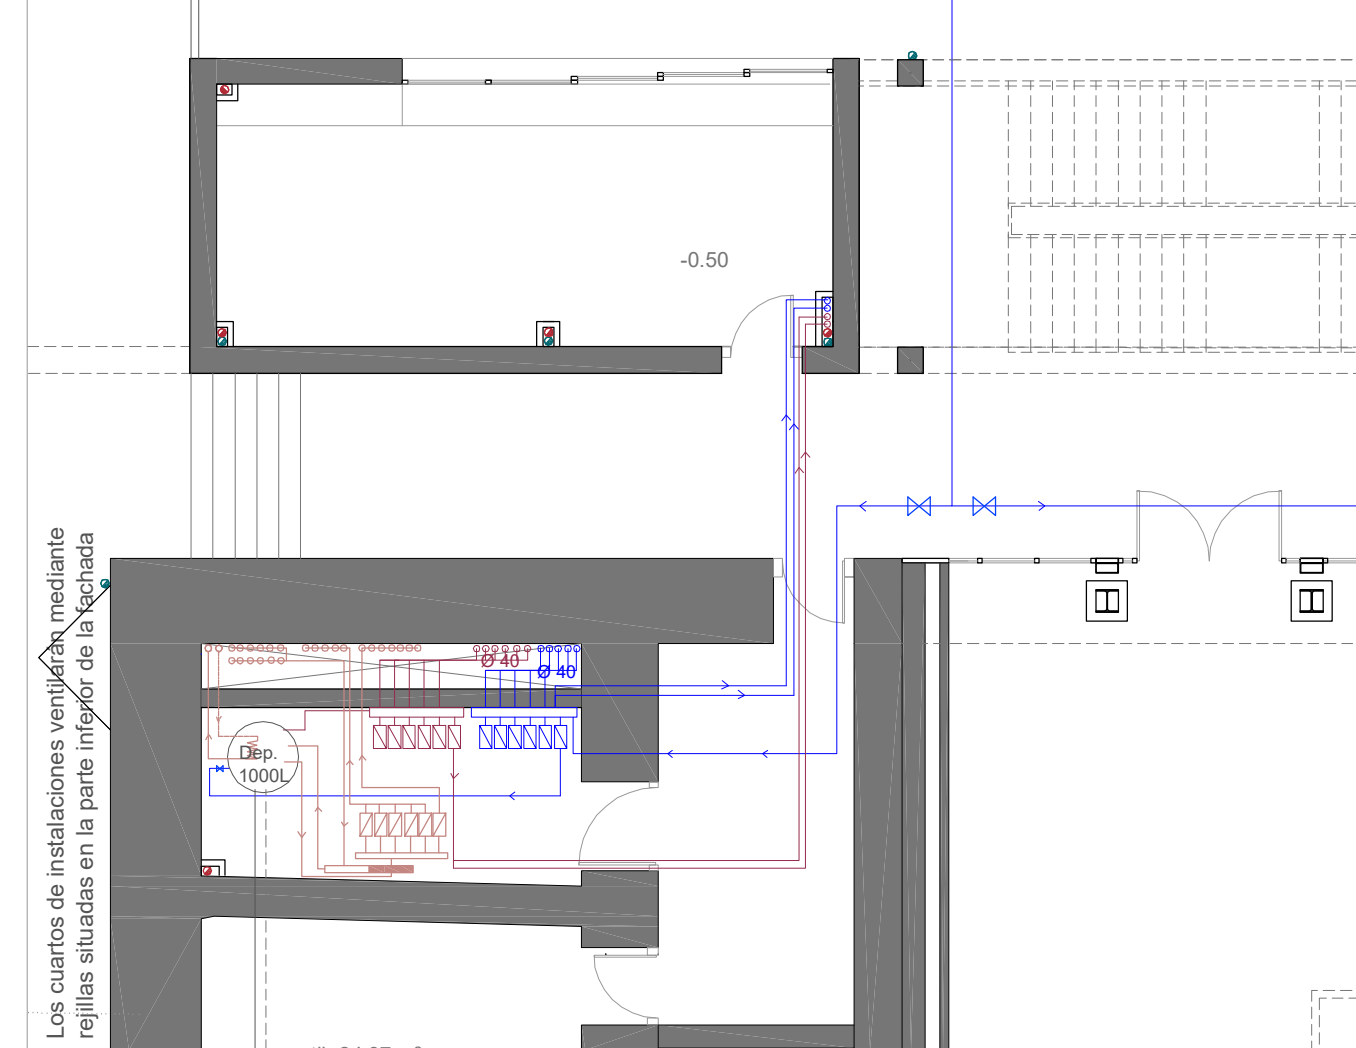 -0.50
Los cuartos de instalaciones ventilarán mediante
rejillas situadas en la parte inferior de la fachada
Ø 40
Ø 40
Dep.
1000L